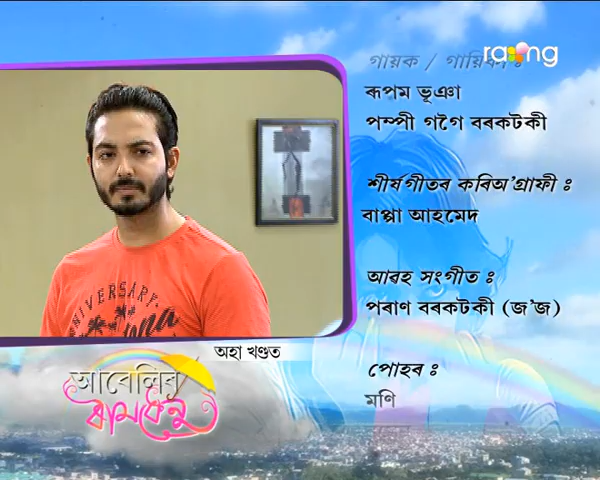 rang
গায়ক / গায়িকা ঃ
ৰূপম ভূঞা
পম্পী গগৈ বৰকটকী
শীৰ্ষগীতৰ কৰিঅ'গ্ৰাফী ঃ
বাপ্পা আহমেদ
আৱহ সংগীত ঃ
পৰাণ বৰকটকী (জ'জ)
পোহৰ ঃ
মণি
ANNIVERSARY
অহা খণ্ডত
আবেলিৰ
ৰামধেনু